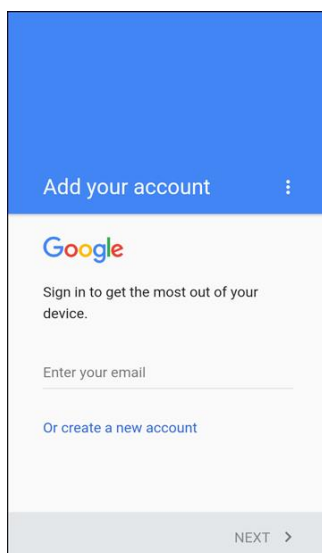 Add your account
Google
Sign in to get the most out of your
device.
Enter your email
Or create a new account
NEXT